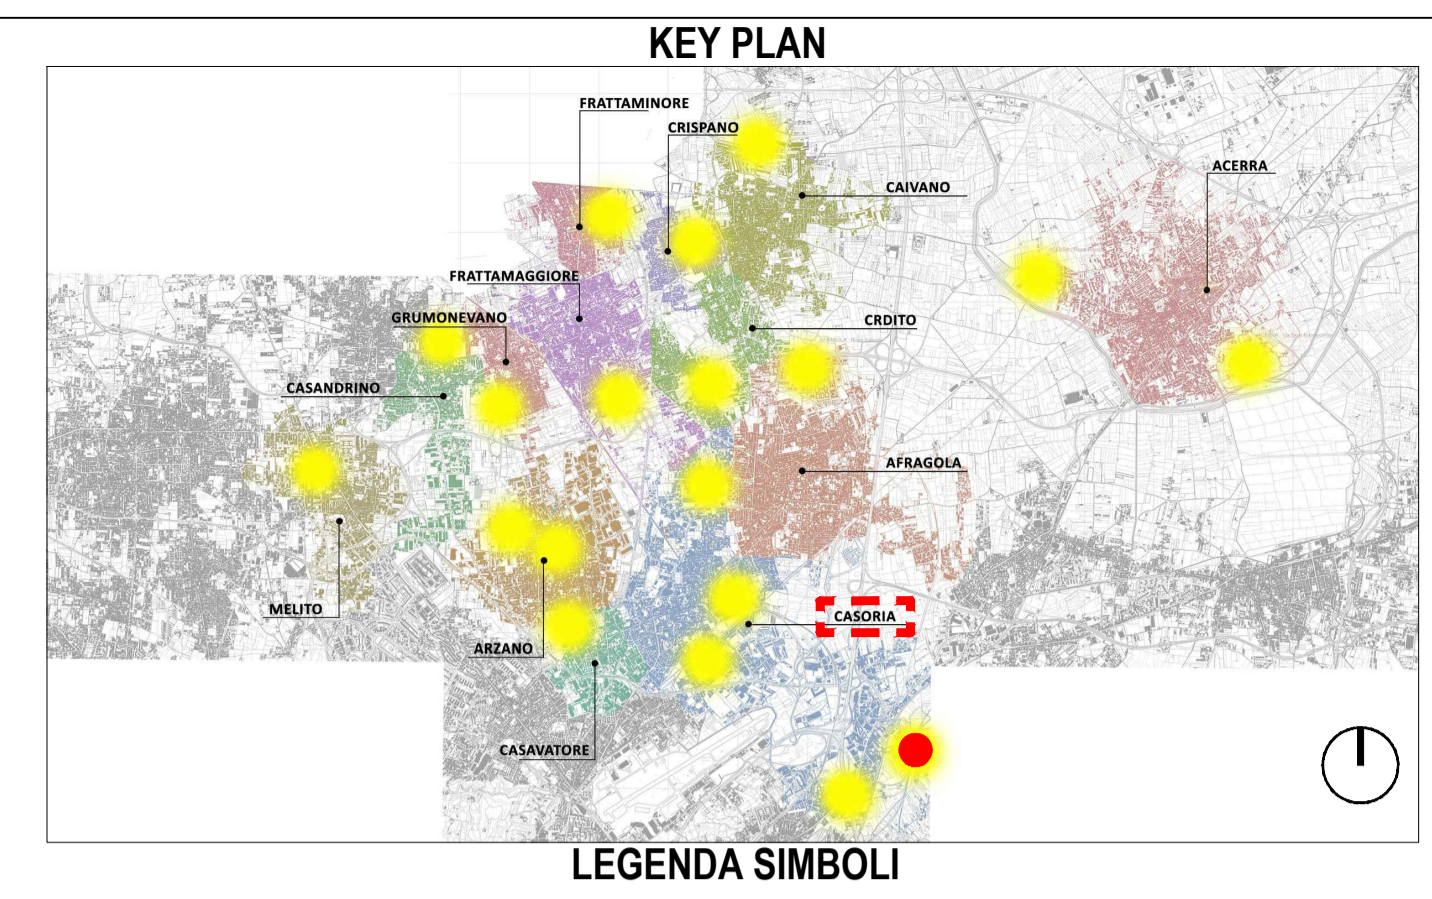 KEY PLAN
FRATTAMINORE
CRISPANO
ACERRA
CAIVANO
FRATTAMAGGIORE
GRUMONEVANO
CRDITO
CASANDRINO
AFRAGOLA
MELITO
CASORIA
ARZANO
CASAVATORE
LEGENDA SIMBOLI